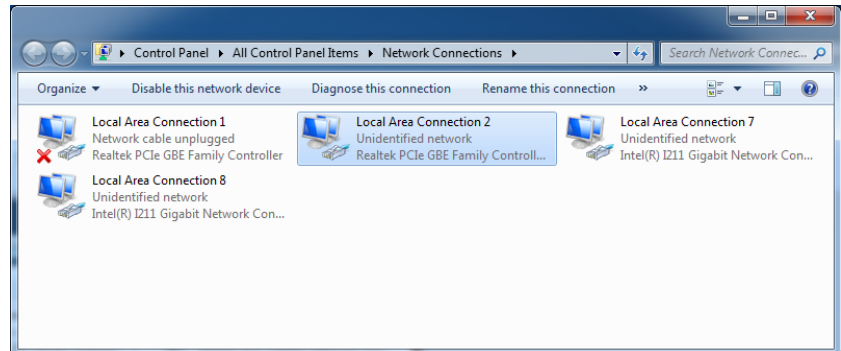 Control Panel ▸ All Control Panel Items ▸ Network Connections ▸
Search Network Connec...
Organize ▾ Disable this network device Diagnose this connection Rename this connection »
Local Area Connection 1
Network cable unplugged
Realtek PCIe GBE Family Controller
Local Area Connection 2
Unidentified network
Realtek PCIe GBE Family Controll...
Local Area Connection 7
Unidentified network
Intel(R) I211 Gigabit Network Con...
Local Area Connection 8
Unidentified network
Intel(R) I211 Gigabit Network Con...